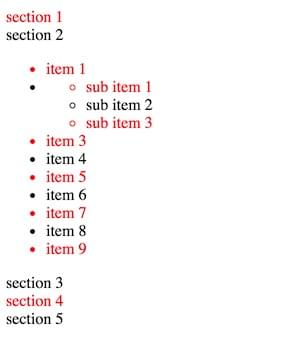 section 1
section 2
item 1
sub item 1
sub item 2
sub item 3
item 3
item 4
item 5
item 6
item 7
item 8
item 9
section 3
section 4
section 5